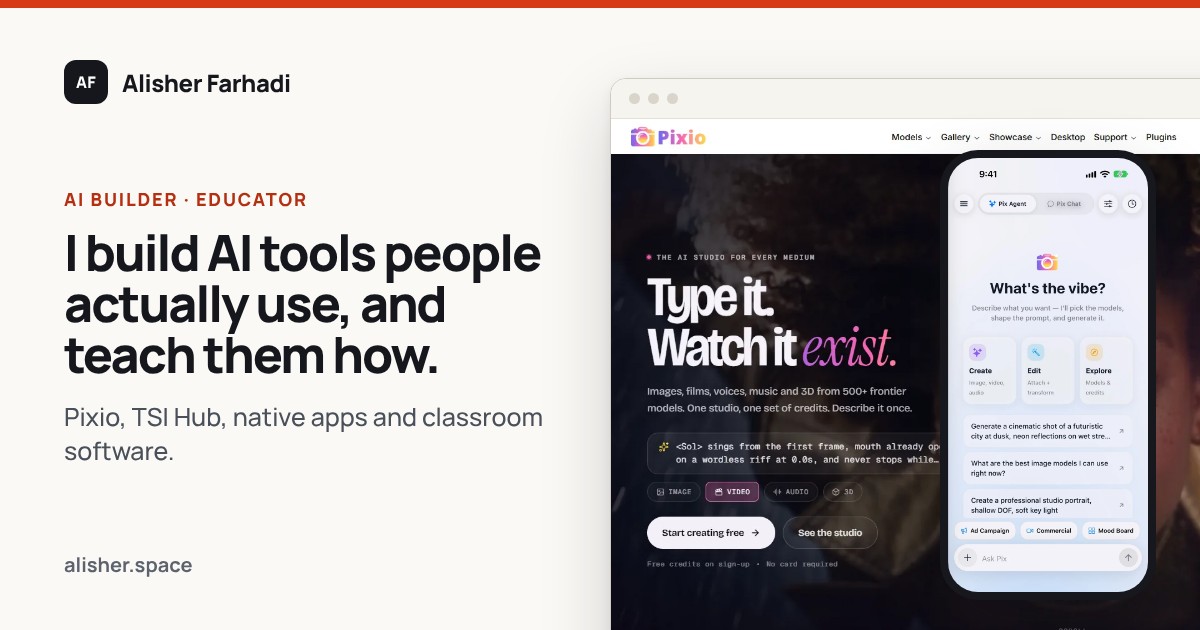 AF
Alisher Farhadi
AI BUILDER · EDUCATOR
I build AI tools people
actually use, and
teach them how.
Pixio, TSI Hub, native apps and classroom
software.
alisher.space
Pixio
Models Gallery Showcase Desktop Support Plugins
THE AI STUDIO FOR EVERY MEDIUM
Type it.
Watch it exist.
Images, films, voices, music and 3D from 500+ frontier
models. One studio, one set of credits. Describe it once.
<Sol> sings from the first frame, mouth already op
on a wordless riff at 0.0s, and never stops while…
IMAGE VIDEO AUDIO 3D
Start creating free → See the studio
Free credits on sign-up • No card required
9:41
Pix Agent Pix Chat
What's the vibe?
Describe what you want — I'll pick the models,
shape the prompt, and generate it.
Create
Image, video,
audio
Edit
Attach +
transform
Explore
Models &
credits
Generate a cinematic shot of a futuristic
city at dusk, neon reflections on wet stre...
What are the best image models I can use
right now?
Create a professional studio portrait,
shallow DOF, soft key light
Ad Campaign Commercial Mood Board
Ask Pix